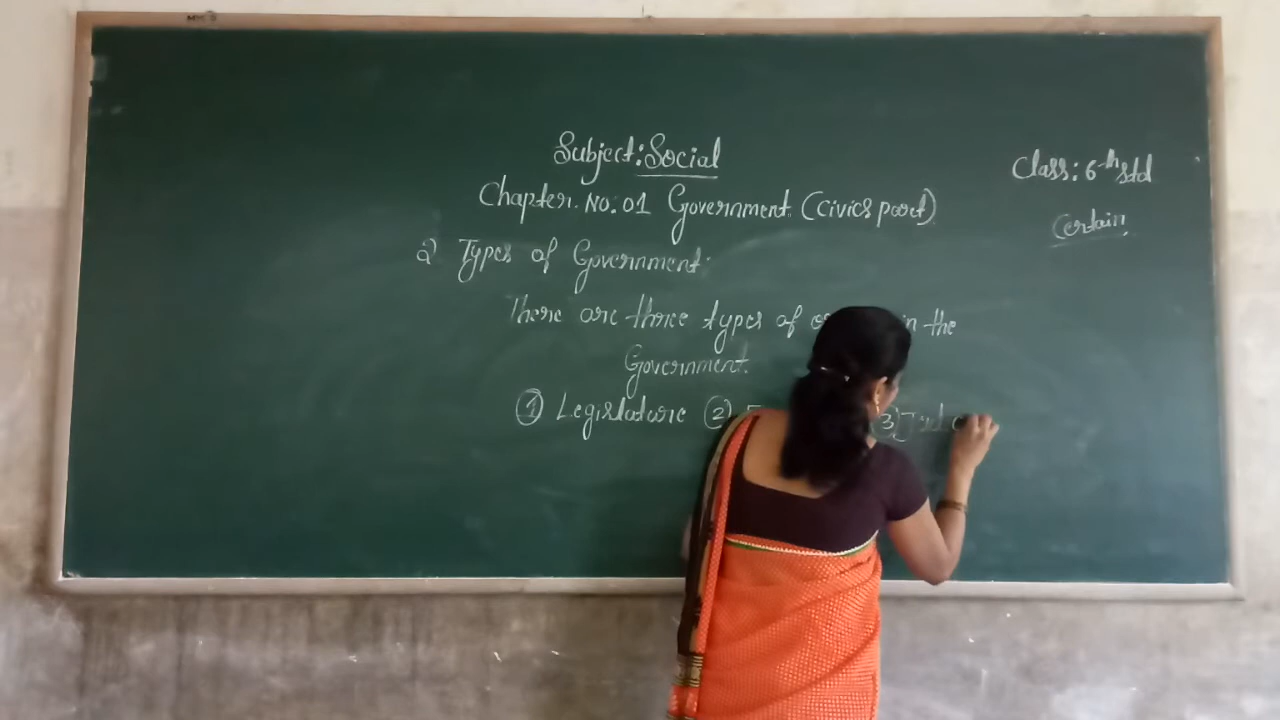 Subject: Social
Class: 6th std
Chapter. No: 01 Government (Civics part)
Certain
2 Types of Government:
There are three types of in the
Government.
① Legislature ② ③